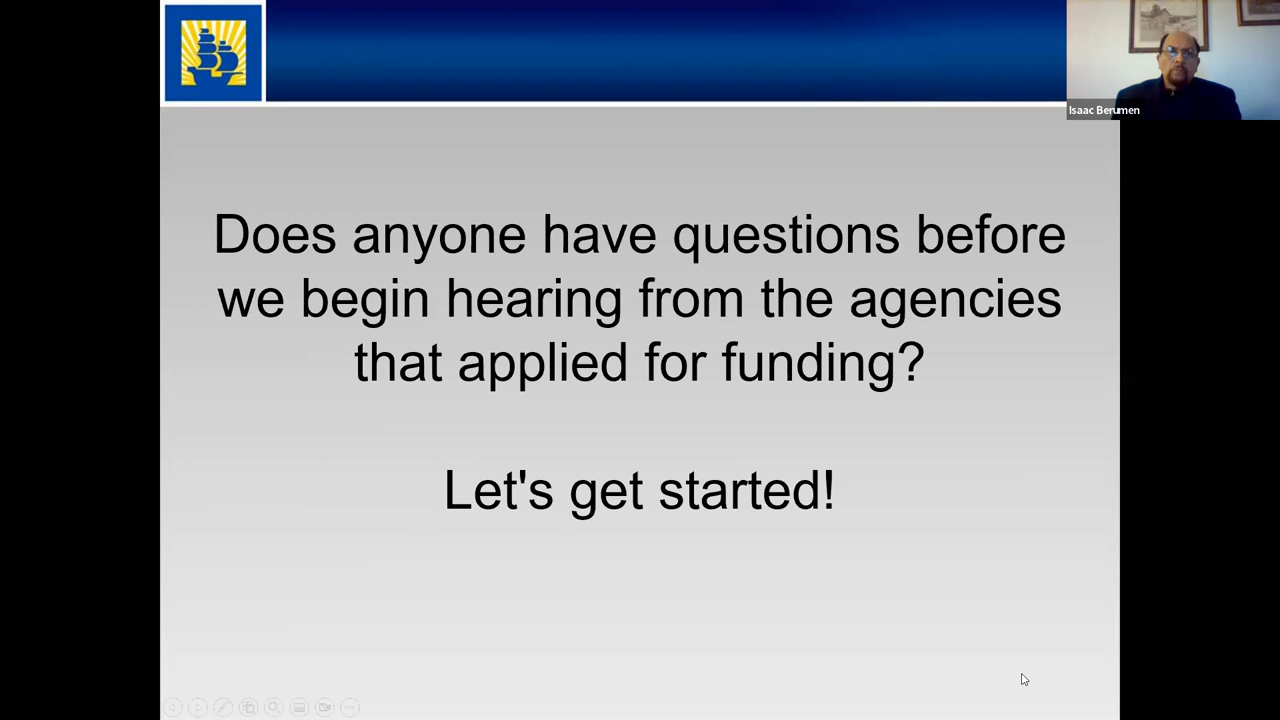 Isaac Berumen
Does anyone have questions before
we begin hearing from the agencies
that applied for funding?
Let's get started!